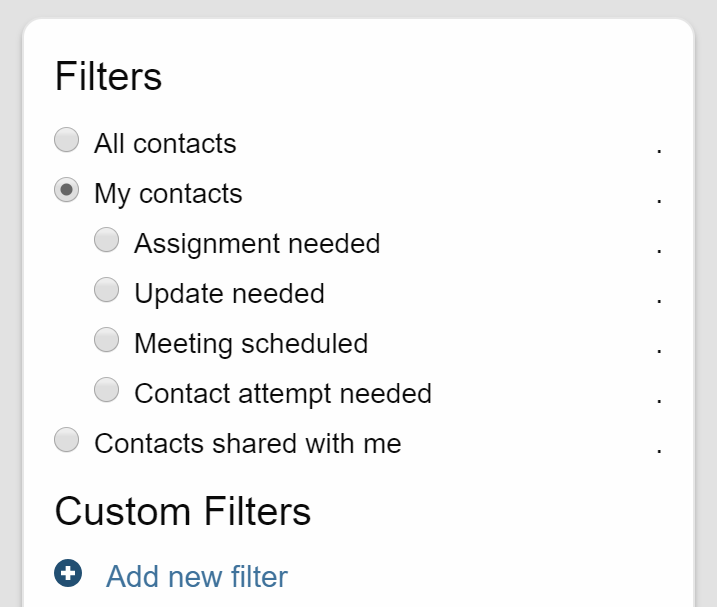 Filters
All contacts .
My contacts .
Assignment needed .
Update needed .
Meeting scheduled .
Contact attempt needed .
Contacts shared with me .
Custom Filters
Add new filter